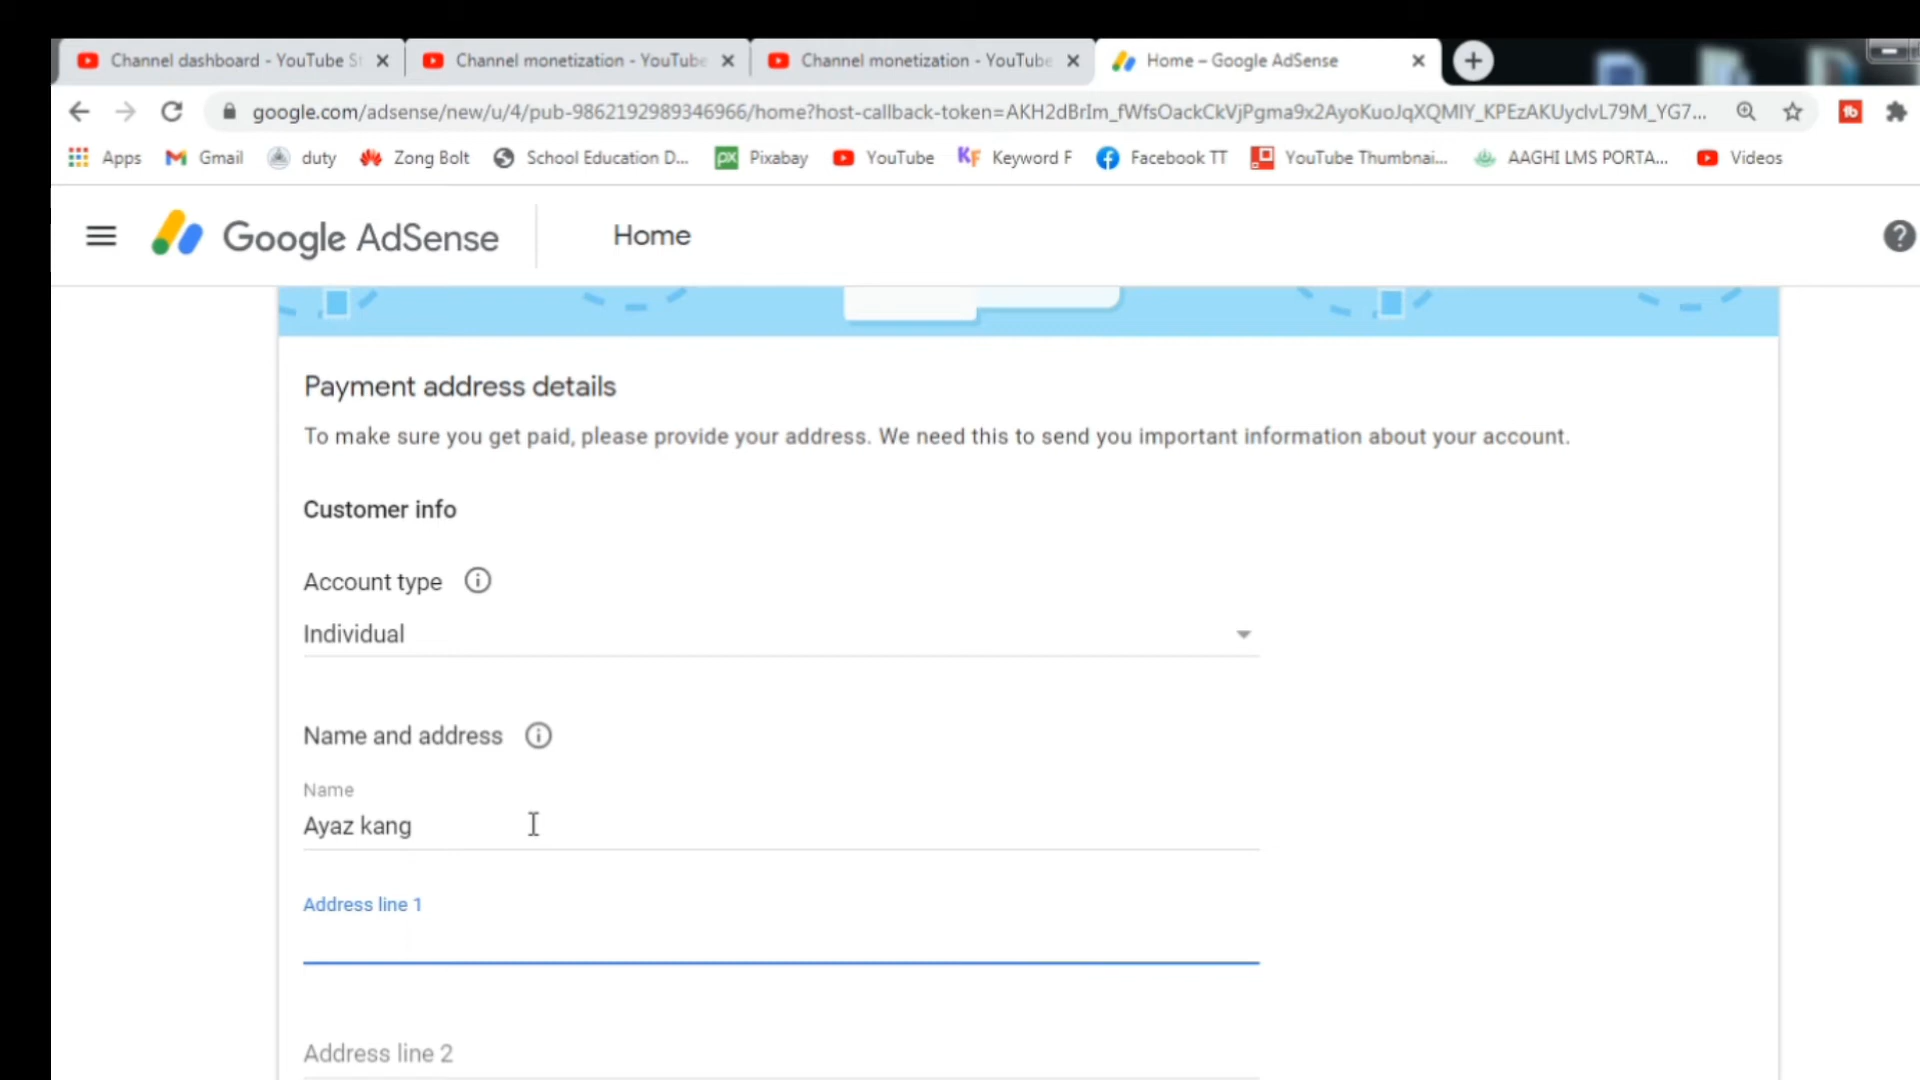 Channel dashboard - YouTube St
Channel monetization - YouTube
Channel monetization - YouTube
Home – Google AdSense
google.com/adsense/new/u/4/pub-9862192989346966/home?host-callback-token=AKH2dBrIm_fWfsOackCkVjPgma9x2AyoKuoJqXQMIY_KPEzAKUyclvL79M_YG7...
Apps
Gmail
duty
Zong Bolt
School Education D...
Pixabay
YouTube
Keyword F
Facebook TT
YouTube Thumbnai...
AAGHI LMS PORTA...
Videos
Google AdSense
Home
Payment address details
To make sure you get paid, please provide your address. We need this to send you important information about your account.
Customer info
Account type
Individual
Name and address
Name
Ayaz kang
Address line 1
Address line 2